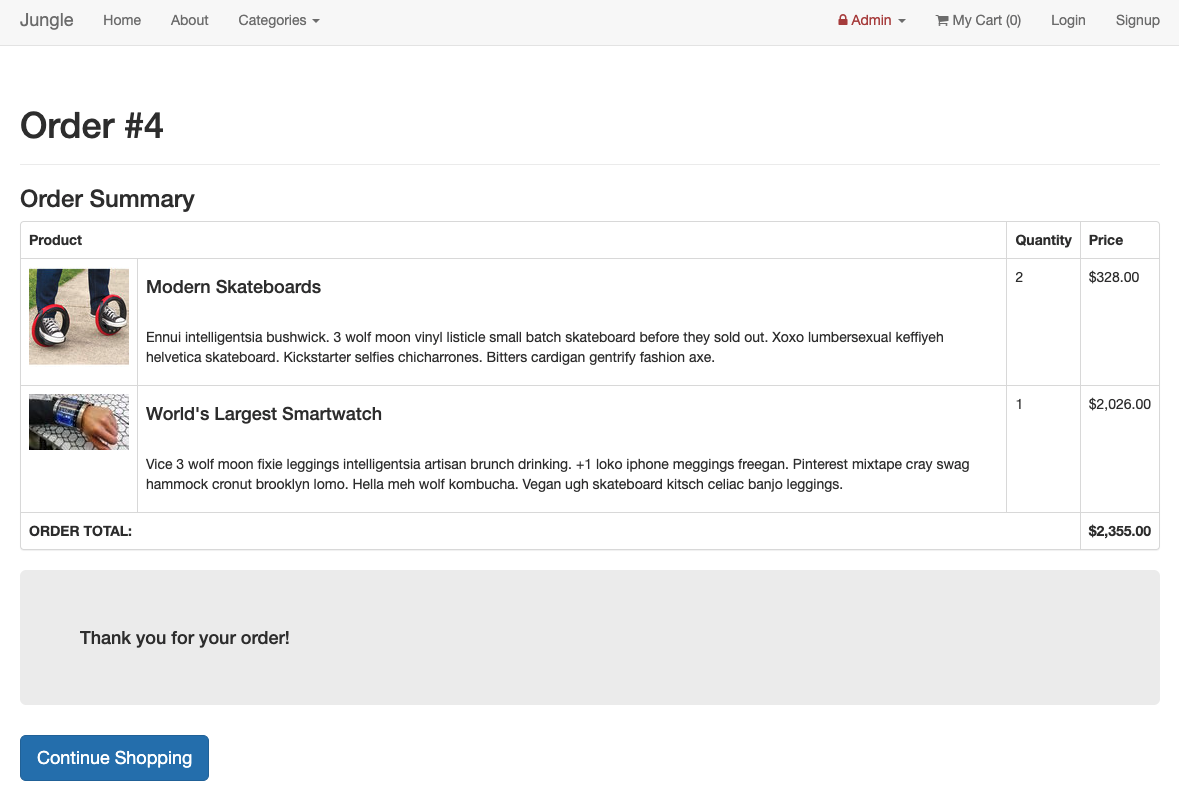 Jungle Home About Categories Admin My Cart (0) Login Signup
Order #4
Order Summary
Product Quantity Price
Modern Skateboards 2 $328.00
Ennui intelligentsia bushwick. 3 wolf moon vinyl listicle small batch skateboard before they sold out. Xoxo lumbersexual keffiyeh
helvetica skateboard. Kickstarter selfies chicharrones. Bitters cardigan gentrify fashion axe.
World's Largest Smartwatch 1 $2,026.00
Vice 3 wolf moon fixie leggings intelligentsia artisan brunch drinking. +1 loko iphone meggings freegan. Pinterest mixtape cray swag
hammock cronut brooklyn lomo. Hella meh wolf kombucha. Vegan ugh skateboard kitsch celiac banjo leggings.
ORDER TOTAL: $2,355.00
Thank you for your order!
Continue Shopping